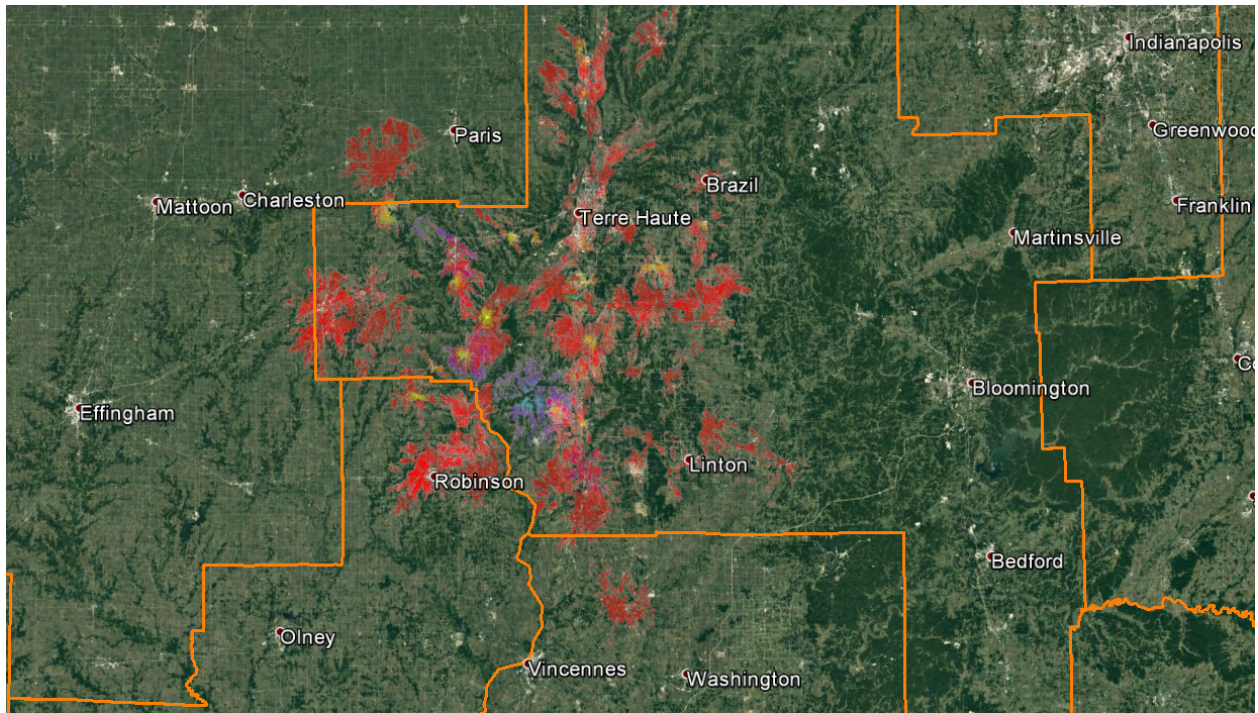 Indianapolis
Greenwood
Paris
Brazil
Mattoon
Charleston
Franklin
Terre Haute
Martinsville
Bloomington
Effingham
Linton
Robinson
Bedford
Olney
Vincennes
Washington